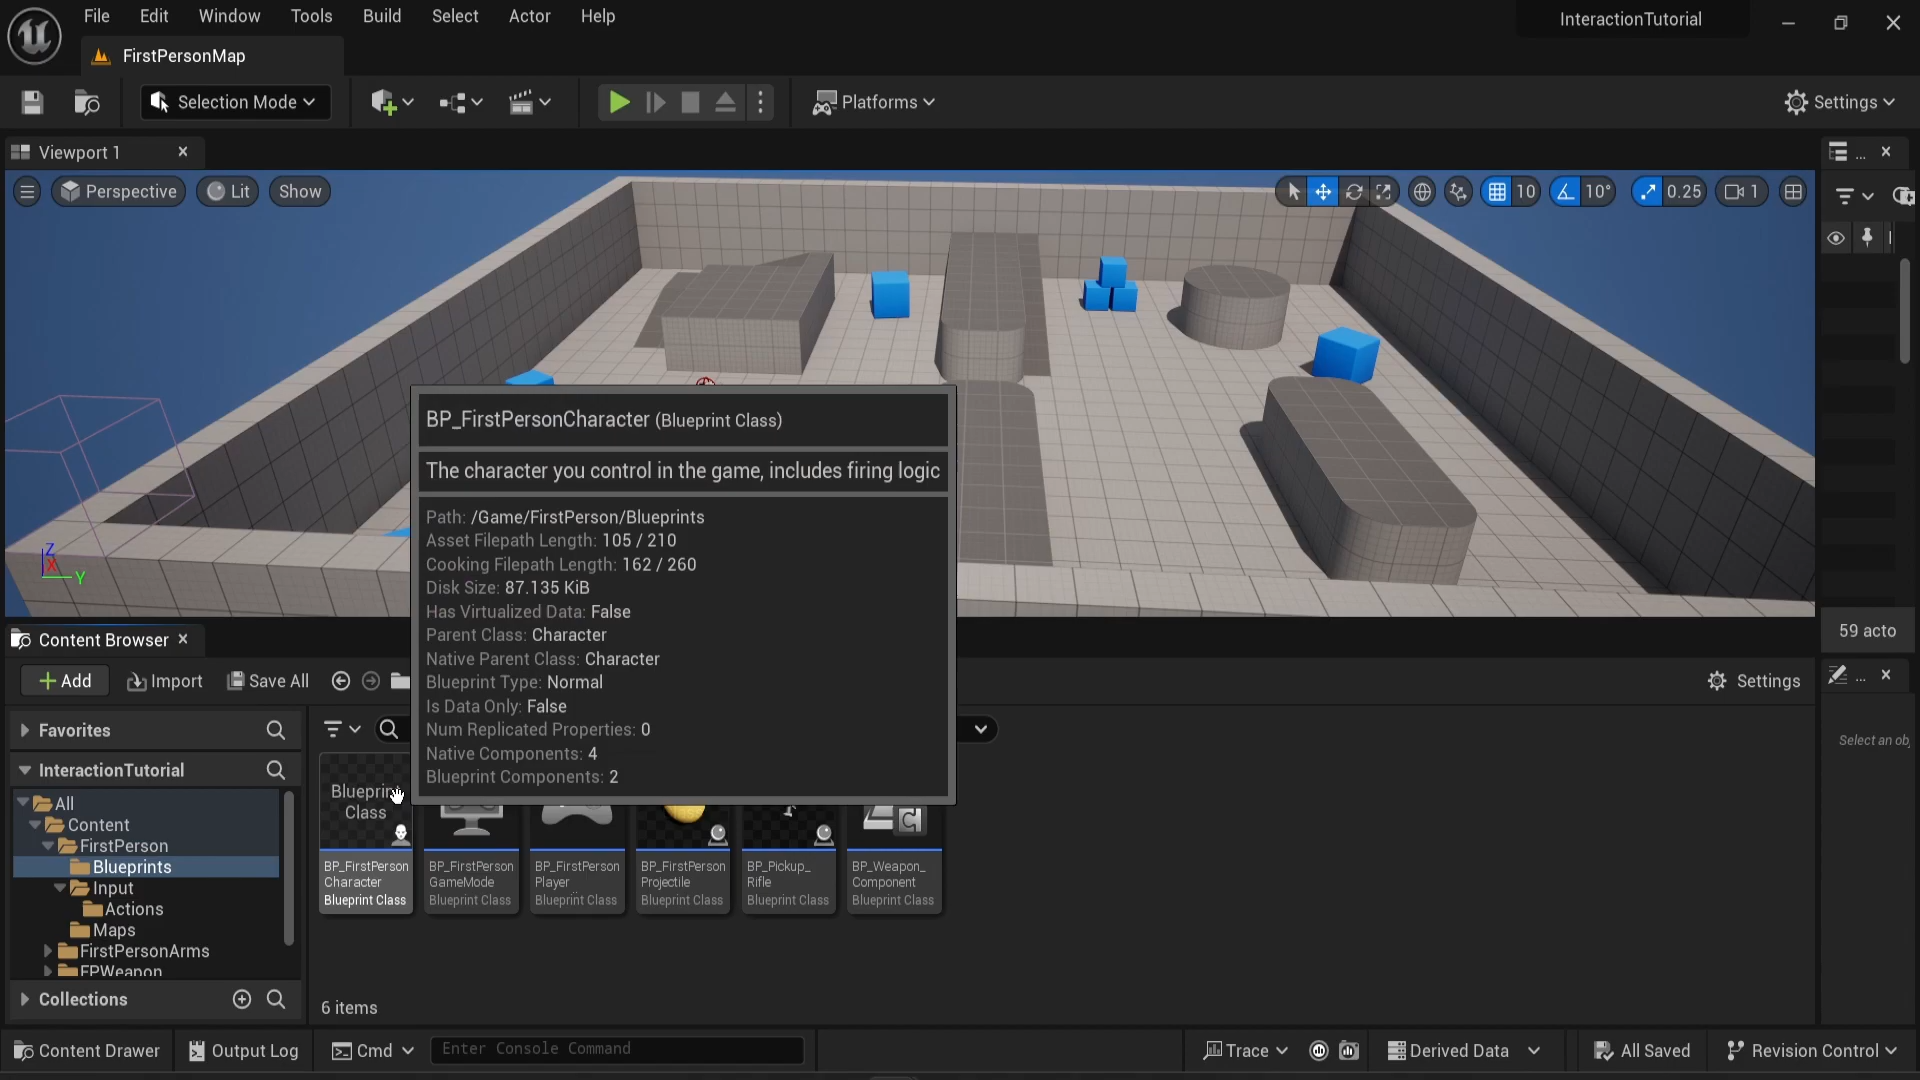 File Edit Window Tools Build Select Actor Help
InteractionTutorial
FirstPersonMap
Selection Mode
Platforms
Settings
Viewport 1
...
Perspective
Lit
Show
10
10°
0.25
1
BP_FirstPersonCharacter (Blueprint Class)
The character you control in the game, includes firing logic
Path: /Game/FirstPerson/Blueprints
Asset Filepath Length: 105 / 210
Cooking Filepath Length: 162 / 260
Disk Size: 87.135 KiB
Has Virtualized Data: False
Parent Class: Character
Native Parent Class: Character
Blueprint Type: Normal
Is Data Only: False
Num Replicated Properties: 0
Native Components: 4
Blueprint Components: 2
Z
X
Y
59 acto
Content Browser
Add
Import
Save All
Settings
...
Select an obj
Favorites
InteractionTutorial
All
Content
FirstPerson
Blueprints
Input
Actions
Maps
FirstPersonArms
FPWeapon
Collections
Blueprint
Class
BP_FirstPerson
Character
Blueprint Class
BP_FirstPerson
GameMode
Blueprint Class
BP_FirstPerson
Player
Blueprint Class
BP_FirstPerson
Projectile
Blueprint Class
BP_Pickup_
Rifle
Blueprint Class
BP_Weapon_
Component
Blueprint Class
6 items
Content Drawer
Output Log
Cmd
Enter Console Command
Trace
Derived Data
All Saved
Revision Control